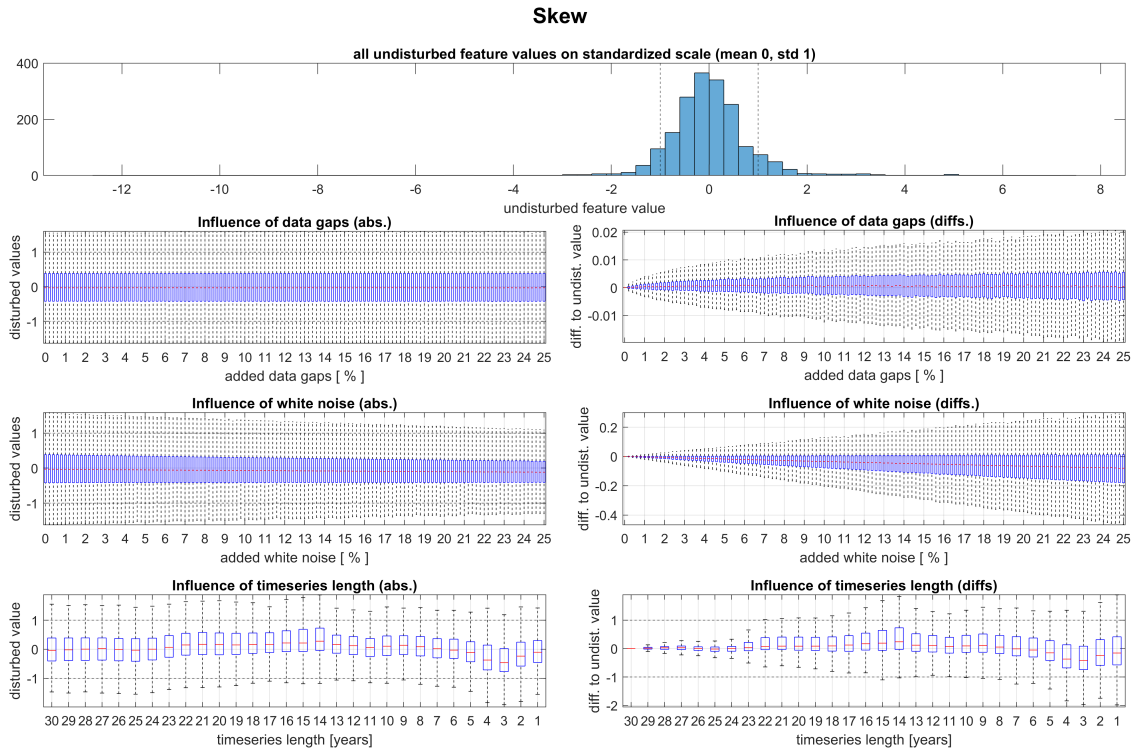 Skew
all undisturbed feature values on standardized scale (mean 0, std 1)
400
200
0
-12 -10 -8 -6 -4 -2 0 2 4 6 8
undisturbed feature value
Influence of data gaps (abs.)
disturbed values
1
0
-1
0 1 2 3 4 5 6 7 8 9 10 11 12 13 14 15 16 17 18 19 20 21 22 23 24 25
added data gaps [ % ]
Influence of data gaps (diffs.)
diff. to undist. value
0.02
0.01
0
-0.01
0 1 2 3 4 5 6 7 8 9 10 11 12 13 14 15 16 17 18 19 20 21 22 23 24 25
added data gaps [ % ]
Influence of white noise (abs.)
disturbed values
1
0
-1
0 1 2 3 4 5 6 7 8 9 10 11 12 13 14 15 16 17 18 19 20 21 22 23 24 25
added white noise [ % ]
Influence of white noise (diffs.)
diff. to undist. value
0.2
0
-0.2
-0.4
0 1 2 3 4 5 6 7 8 9 10 11 12 13 14 15 16 17 18 19 20 21 22 23 24 25
added white noise [ % ]
Influence of timeseries length (abs.)
disturbed value
1
0
-1
30 29 28 27 26 25 24 23 22 21 20 19 18 17 16 15 14 13 12 11 10 9 8 7 6 5 4 3 2 1
timeseries length [years]
Influence of timeseries length (diffs)
diff. to undist. value
1
0
-1
-2
30 29 28 27 26 25 24 23 22 21 20 19 18 17 16 15 14 13 12 11 10 9 8 7 6 5 4 3 2 1
timeseries length [years]